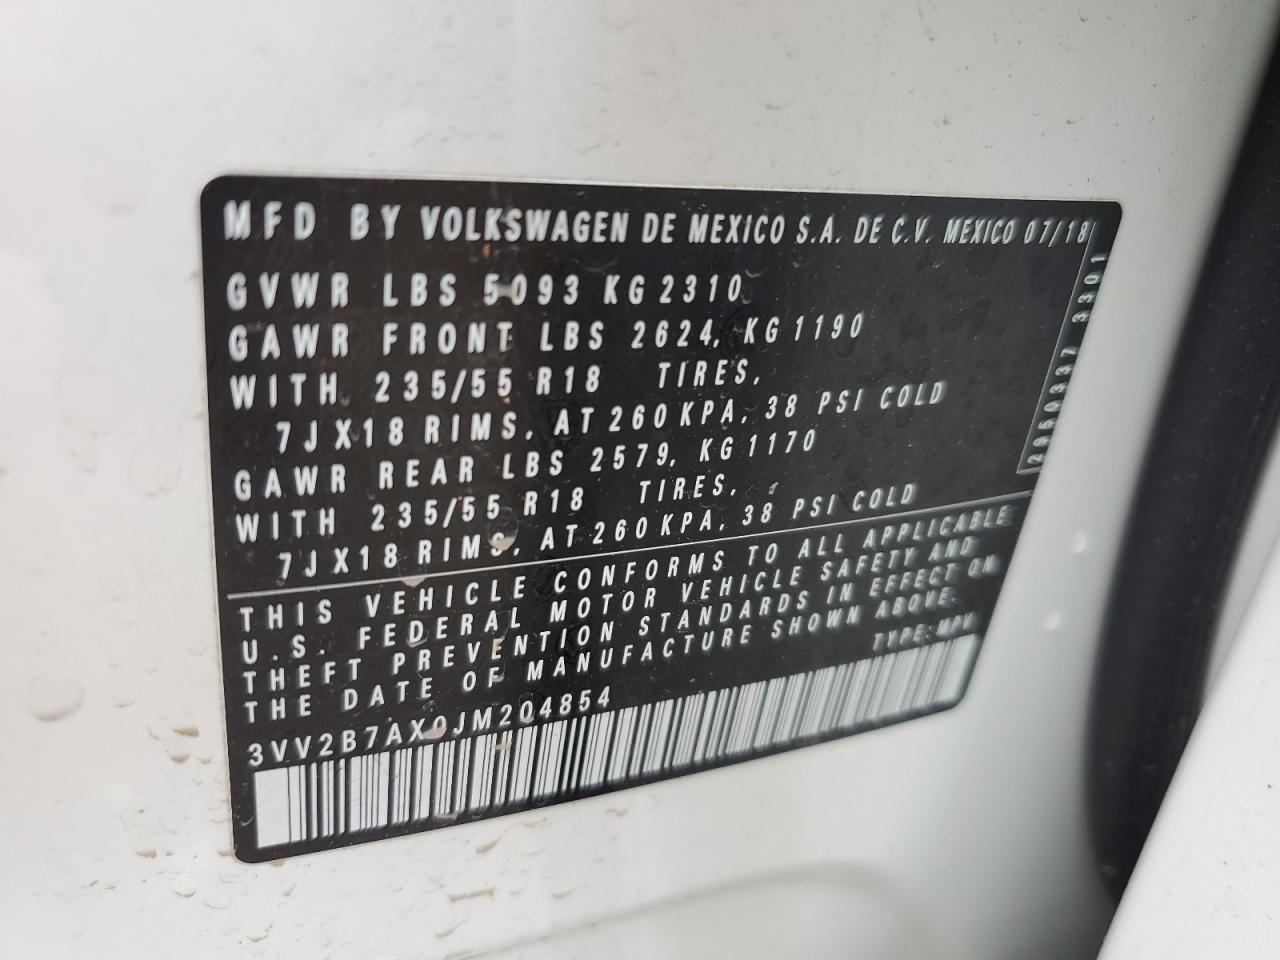 MFD BY VOLKSWAGEN DE MEXICO S.A. DE C.V. MEXICO 07/18
GVWR LBS 5093 KG 2310
GAWR FRONT LBS 2624, KG 1190
WITH 235/55 R18 TIRES,
7JX18 RIMS, AT 260 KPA, 38 PSI COLD
GAWR REAR LBS 2579, KG 1170
WITH 235/55 R18 TIRES,
7JX18 RIMS, AT 260 KPA, 38 PSI COLD
THIS VEHICLE CONFORMS TO ALL APPLICABLE
U.S. FEDERAL MOTOR VEHICLE SAFETY AND
THEFT PREVENTION STANDARDS IN EFFECT ON
THE DATE OF MANUFACTURE SHOWN ABOVE.
TYPE: MPV
3VV2B7AX0JM204854
3301